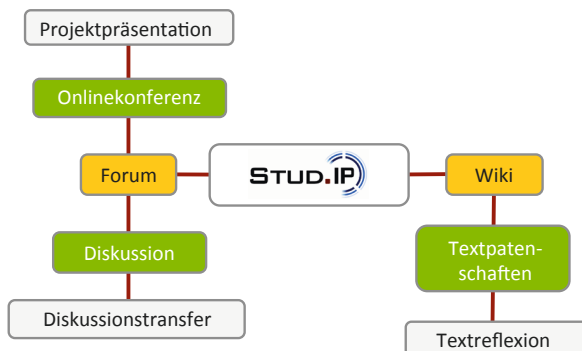 Projektpräsentation
Onlinekonferenz
Forum
STUD.IP
Wiki
Diskussion
Textpaten-
schaften
Diskussionstransfer
Textreflexion